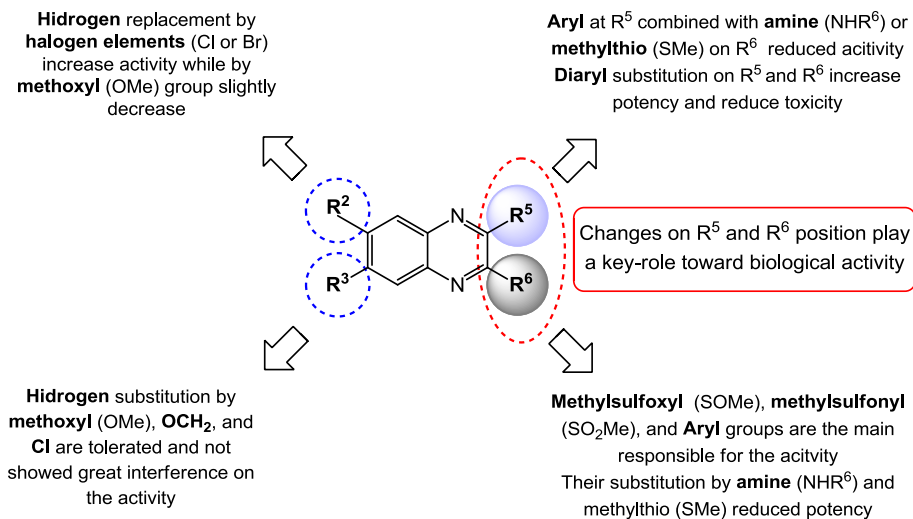 Hidrogen replacement by
halogen elements (Cl or Br)
increase activity while by
methoxyl (OMe) group slightly
decrease
Aryl at R⁵ combined with amine (NHR⁶) or
methylthio (SMe) on R⁶ reduced acitivity
Diaryl substitution on R⁵ and R⁶ increase
potency and reduce toxicity
R²
R³
N
N
R⁵
R⁶
Changes on R⁵ and R⁶ position play
a key-role toward biological activity
Hidrogen substitution by
methoxyl (OMe), OCH₂, and
Cl are tolerated and not
showed great interference on
the activity
Methylsulfoxyl (SOMe), methylsulfonyl
(SO₂Me), and Aryl groups are the main
responsible for the acitvity
Their substitution by amine (NHR⁶) and
methylthio (SMe) reduced potency